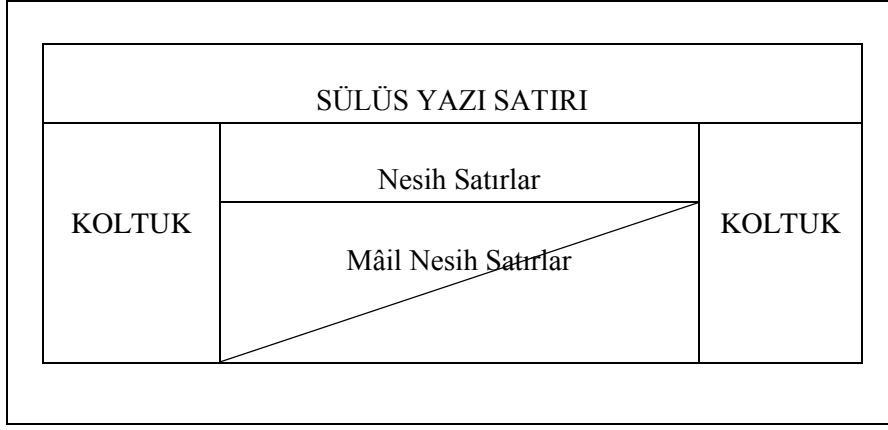 SÜLÜS YAZI SATIRI
Nesih Satırlar
KOLTUK
KOLTUK
Mâil Nesih Satırlar